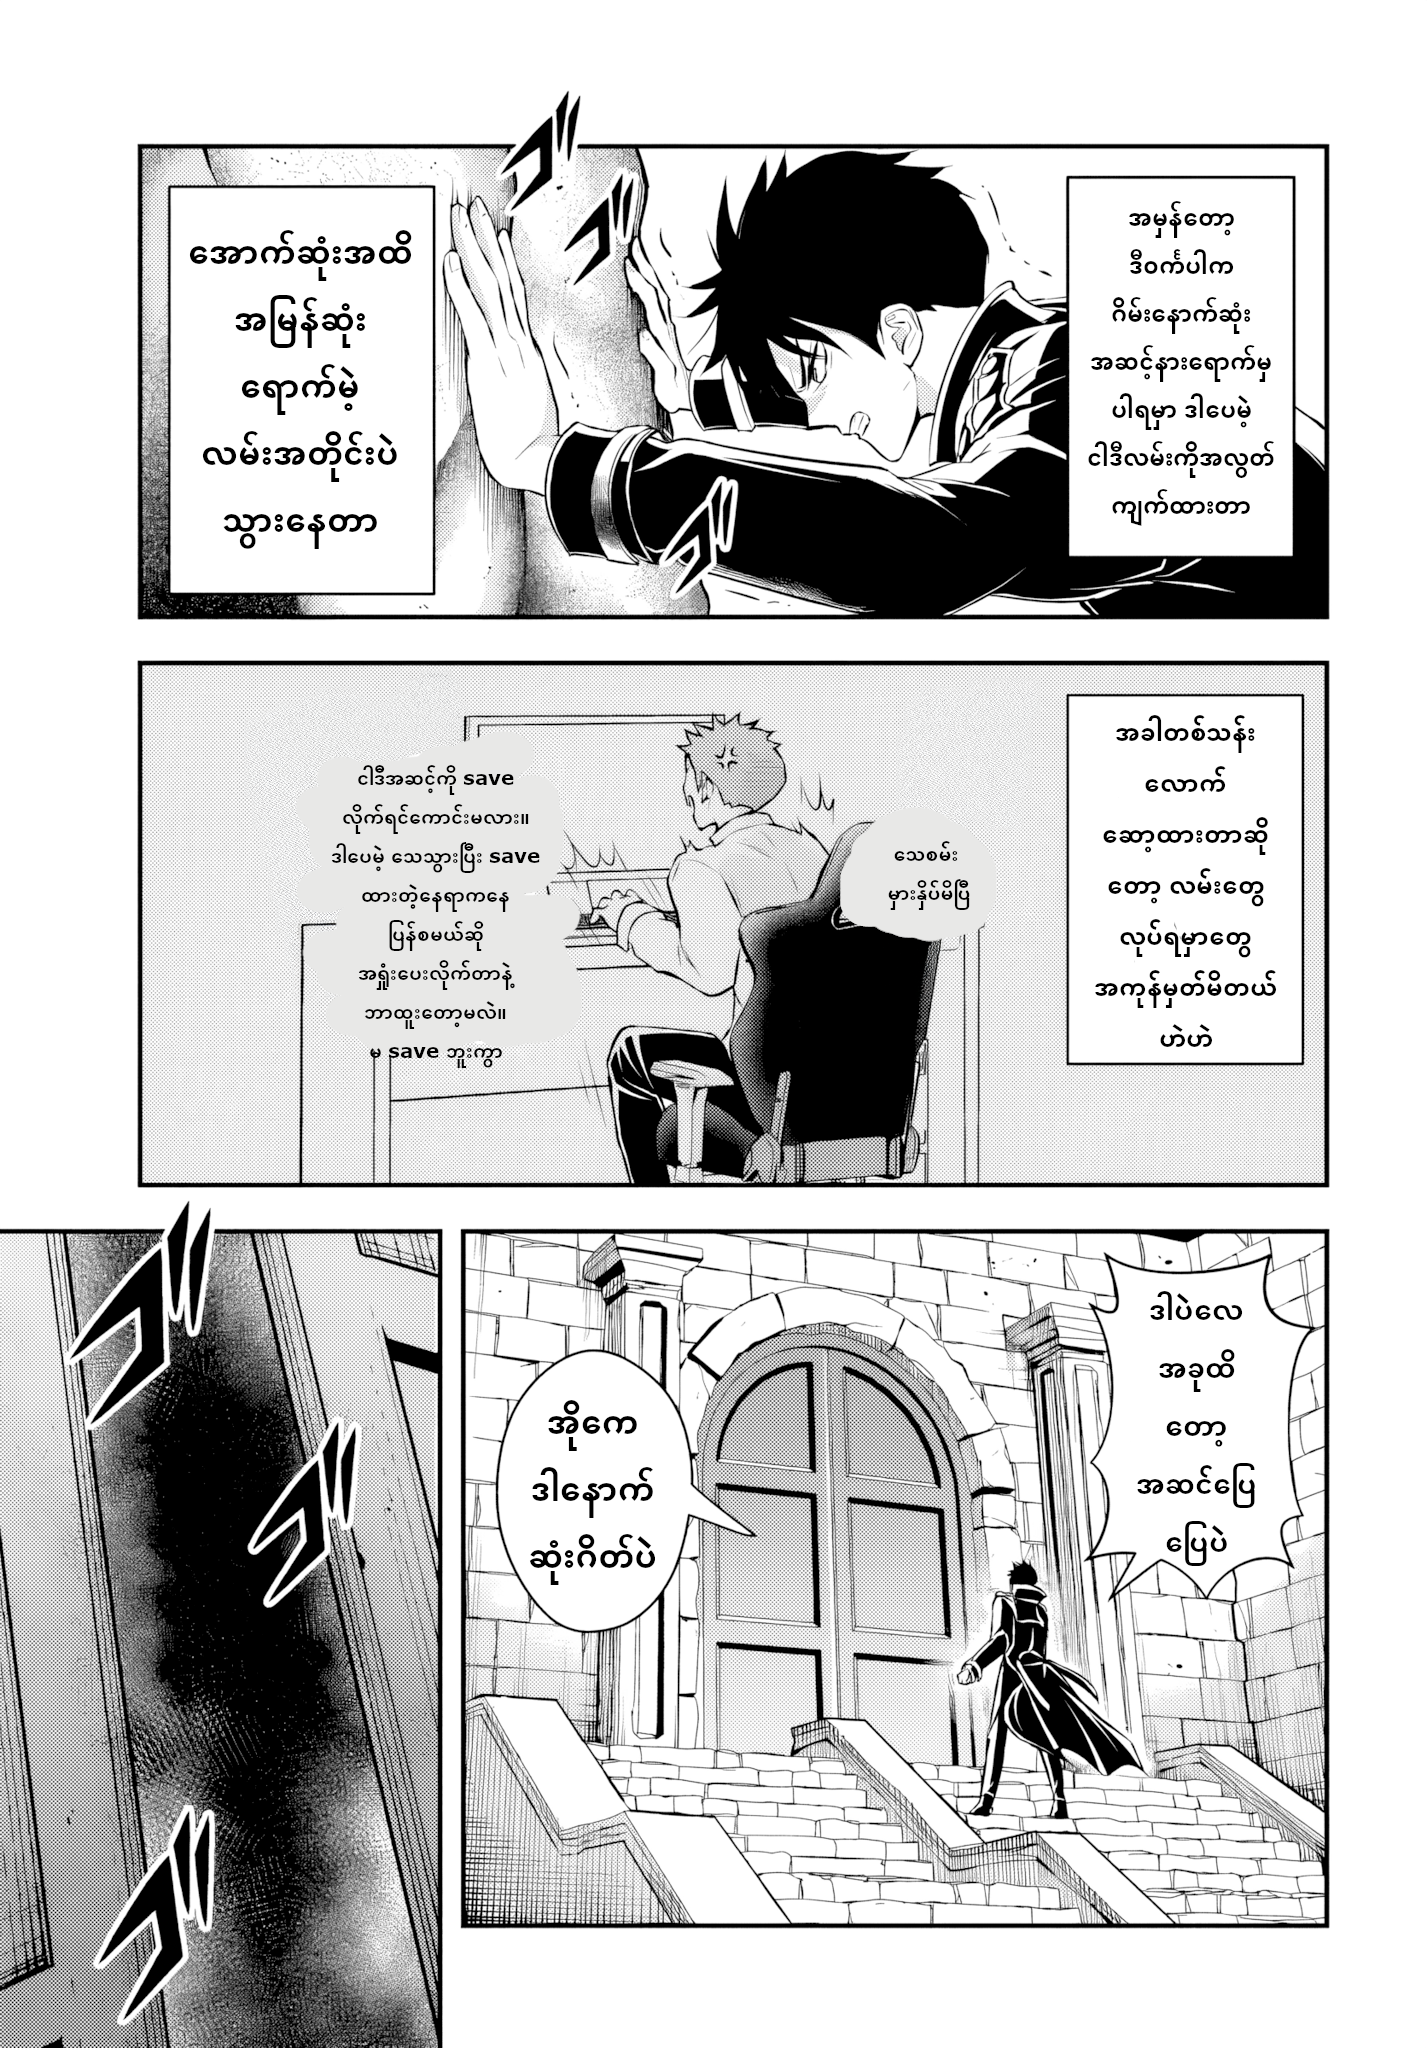 အမှန်တော့
ဒီဝင်္ကပါက
ဂိမ်းနောက်ဆုံး
အဆင့်နားရောက်မှ
ပါရမှာ ဒါပေမဲ့
ငါဒီလမ်းကိုအလွတ်
ကျက်ထားတာ
အောက်ဆုံးအထိ
အမြန်ဆုံး
ရောက်မဲ့
လမ်းအတိုင်းပဲ
သွားနေတာ
အခါတစ်သန်း
လောက်
ဆော့ထားတာဆို
တော့ လမ်းတွေ
လုပ်ရမှာတွေ
အကုန်မှတ်မိတယ်
ဟဲဟဲ
သေစမ်း
မှားနှိပ်မိပြီ
ငါဒီအဆင့်ကို save
လိုက်ရင်ကောင်းမလား။
ဒါပေမဲ့ သေသွားပြီး save
ထားတဲ့နေရာကနေ
ပြန်စမယ်ဆို
အရှုံးပေးလိုက်တာနဲ့
ဘာထူးတော့မလဲ။
မ save ဘူးကွာ
ဒါပဲလေ
အခုထိ
တော့
အဆင်ပြေ
ပြေပဲ
အိုကေ
ဒါနောက်
ဆုံးဂိတ်ပဲ
ゴ
ゴ
ゴ
ゴ
ゴ
ゴ